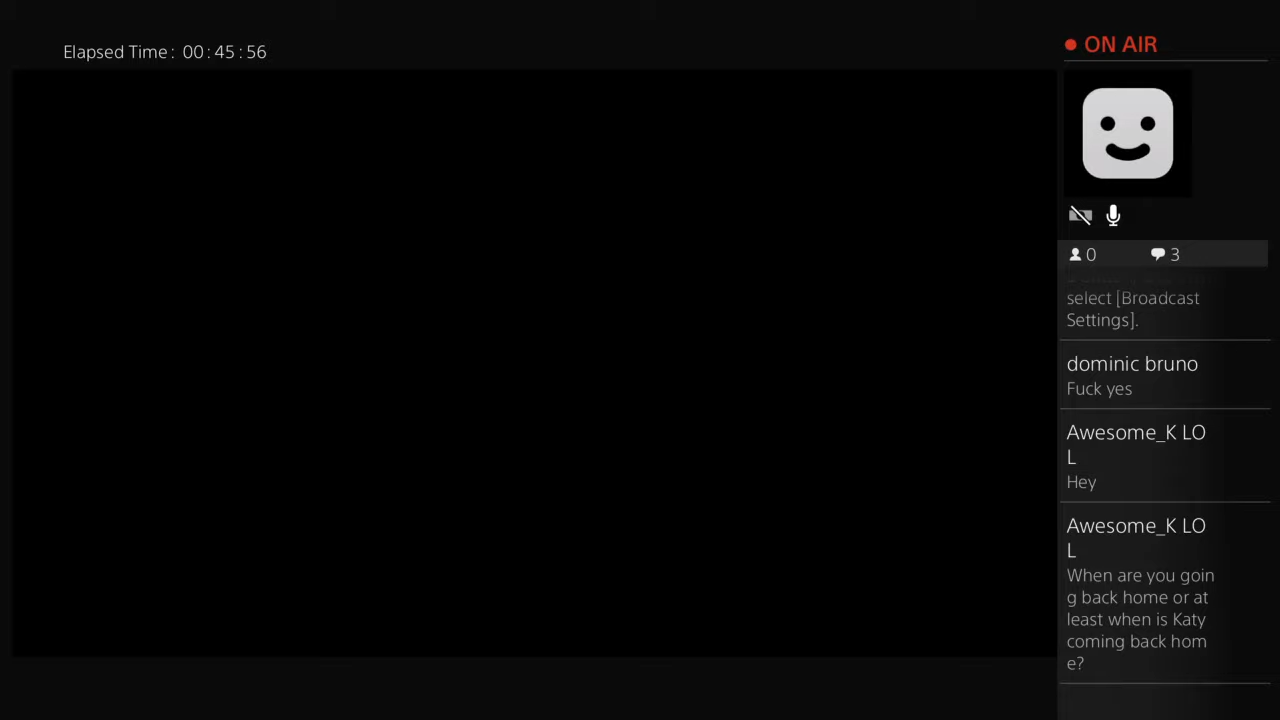 Elapsed Time: 00:45:56
ON AIR
0
3
select [Broadcast
Settings].
dominic bruno
Fuck yes
Awesome_K LO
L
Hey
Awesome_K LO
L
When are you goin
g back home or at
least when is Katy
coming back hom
e?